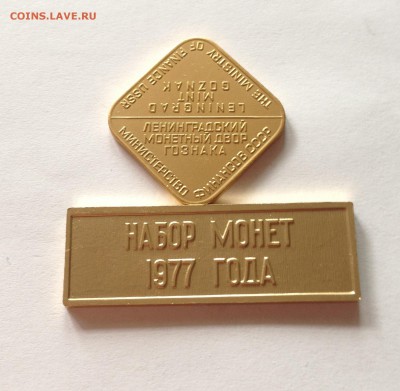 COINS.LAVE.RU
THE MINISTRY OF FINANCE USSR
LENINGRAD
MINT
GOZNAK
ЛЕНИНГРАДСКИЙ
МОНЕТНЫЙ ДВОР
ГОЗНАКА
МИНИСТЕРСТВО ФИНАНСОВ СССР
НАБОР МОНЕТ
1977 ГОДА